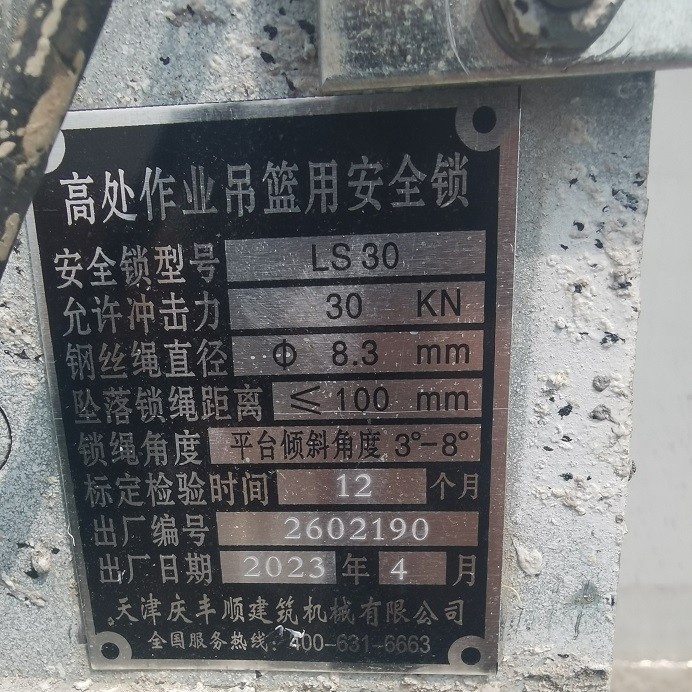 高处作业吊篮用安全锁
安全锁型号 LS 30
允许冲击力 30 KN
钢丝绳直径 Φ 8.3 mm
坠落锁绳距离 ≤100 mm
锁绳角度 平台倾斜角度 3°-8°
标定检验时间 12 个月
出厂编号 2602190
出厂日期 2023 年 4 月
天津庆丰顺建筑机械有限公司
全国服务热线：400-631-6663